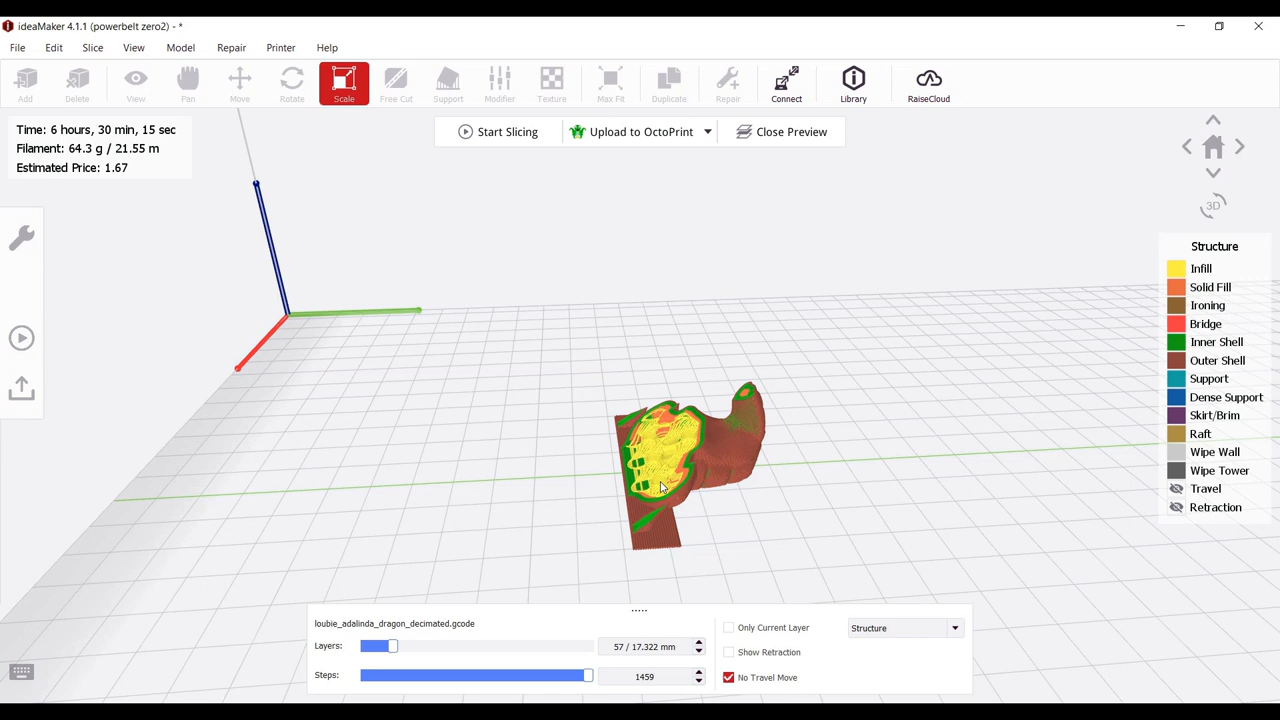 ideaMaker 4.1.1 (powerbelt zero2) - *
File Edit Slice View Model Repair Printer Help
Add Delete View Pan Move Rotate Scale Free Cut Support Modifier Texture Max Fit Duplicate Repair Connect Library RaiseCloud
Time: 6 hours, 30 min, 15 sec
Filament: 64.3 g / 21.55 m
Estimated Price: 1.67
Start Slicing Upload to OctoPrint Close Preview
3D
Structure
Infill
Solid Fill
Ironing
Bridge
Inner Shell
Outer Shell
Support
Dense Support
Skirt/Brim
Raft
Wipe Wall
Wipe Tower
Travel
Retraction
loubie_adalinda_dragon_decimated.gcode
Layers: 57 / 17.322 mm
Steps: 1459
Only Current Layer Structure
Show Retraction
No Travel Move